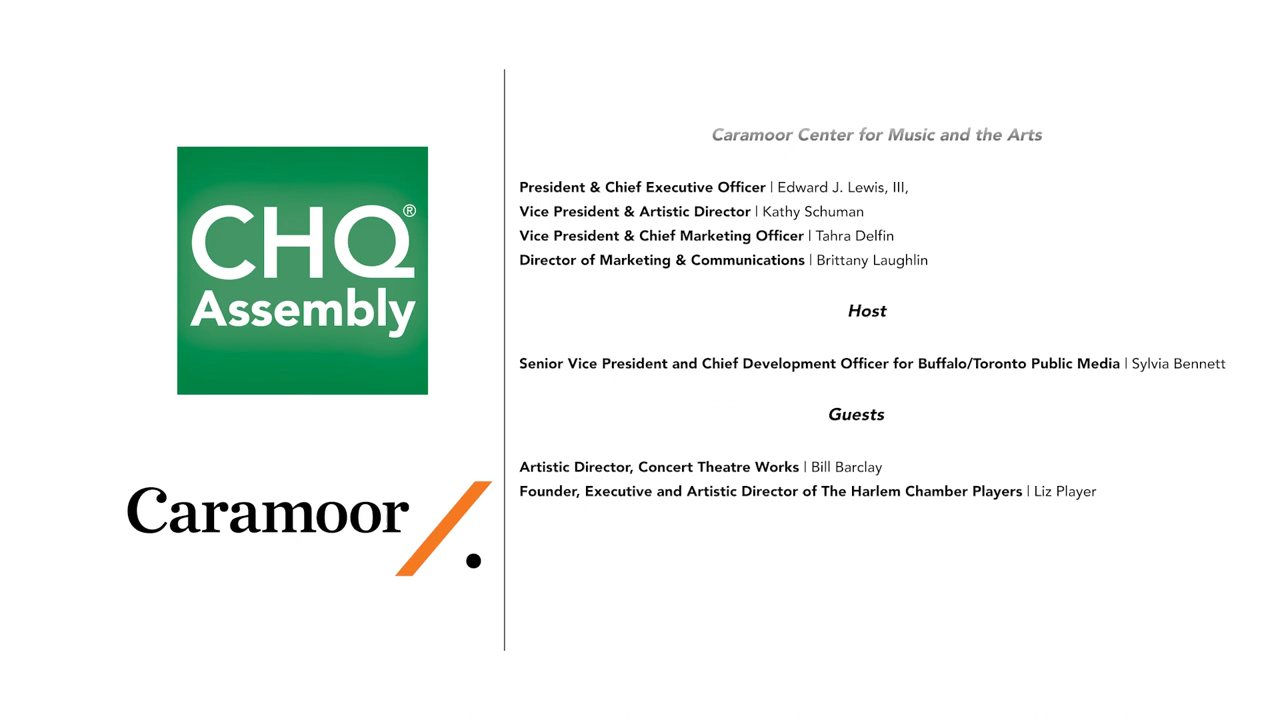 CHQ®
Assembly
Caramoor
Caramoor Center for Music and the Arts
President & Chief Executive Officer | Edward J. Lewis, III,
Vice President & Artistic Director | Kathy Schuman
Vice President & Chief Marketing Officer | Tahra Delfin
Director of Marketing & Communications | Brittany Laughlin
Host
Senior Vice President and Chief Development Officer for Buffalo/Toronto Public Media | Sylvia Bennett
Guests
Artistic Director, Concert Theatre Works | Bill Barclay
Founder, Executive and Artistic Director of The Harlem Chamber Players | Liz Player